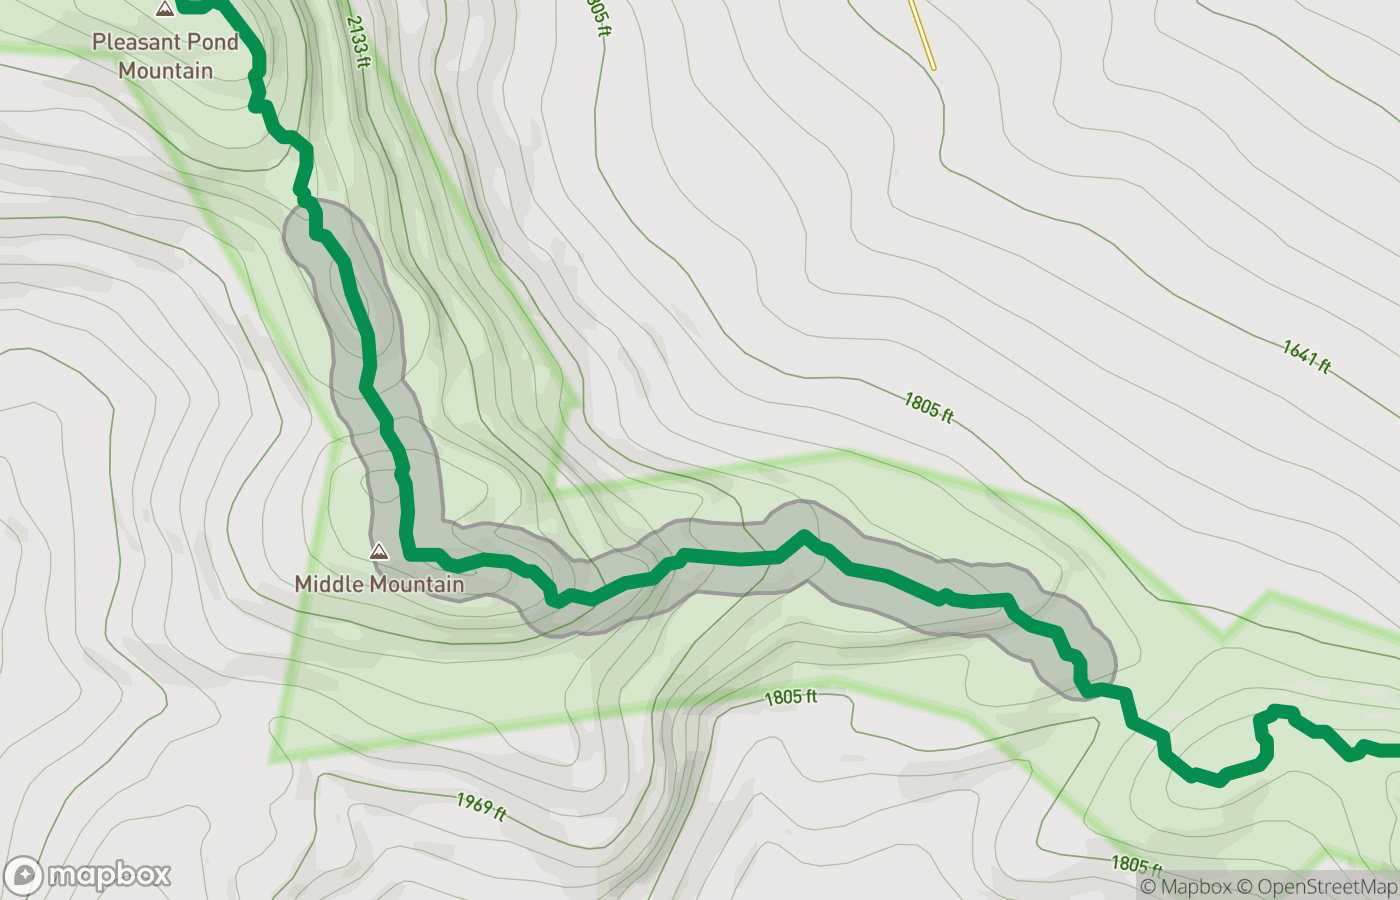 805 ft
2133 ft
Pleasant Pond
Mountain
1641 ft
1805 ft
Middle Mountain
1805 ft
1969 ft
1805 ft
mapbox
© Mapbox © OpenStreetMap